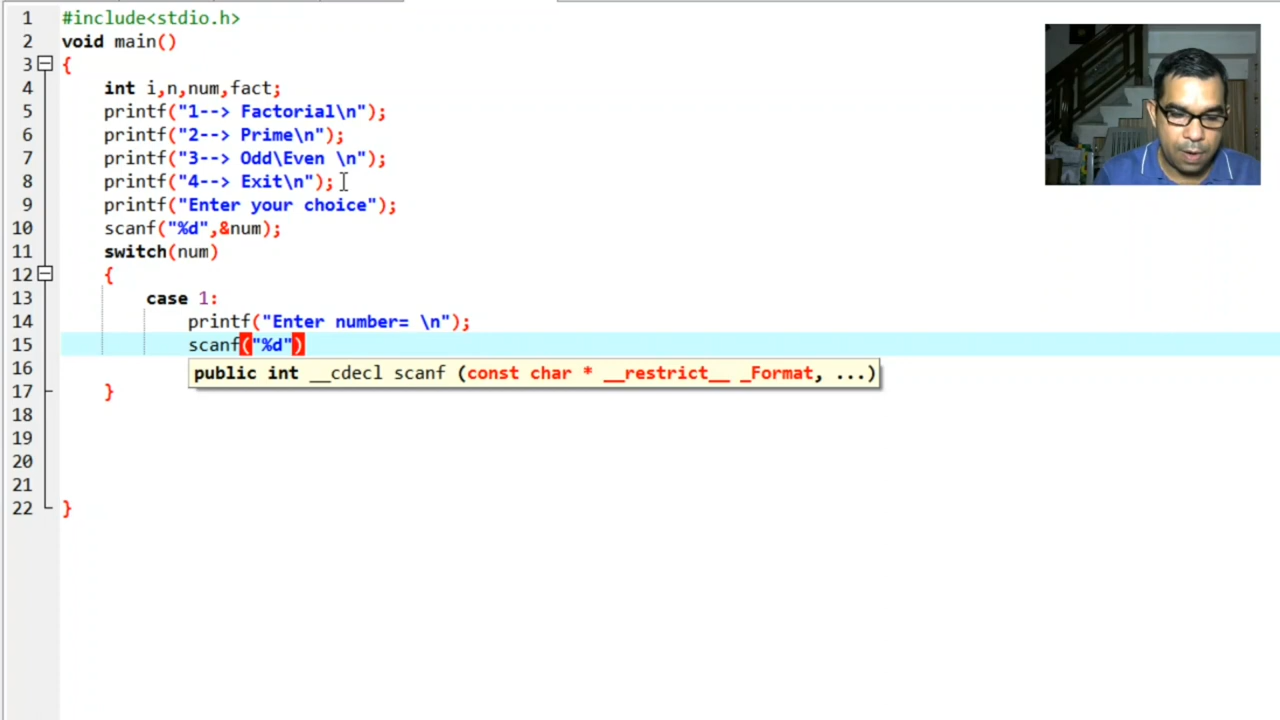 1 #include<stdio.h>
2 void main()
3 {
4 int i,n,num,fact;
5 printf("1--> Factorial\n");
6 printf("2--> Prime\n");
7 printf("3--> Odd\Even \n");
8 printf("4--> Exit\n");
9 printf("Enter your choice");
10 scanf("%d",&num);
11 switch(num)
12 {
13 case 1:
14 printf("Enter number= \n");
15 scanf("%d")
16 public int __cdecl scanf (const char * __restrict__ _Format, ...)
17 }
18
19
20
21
22 }